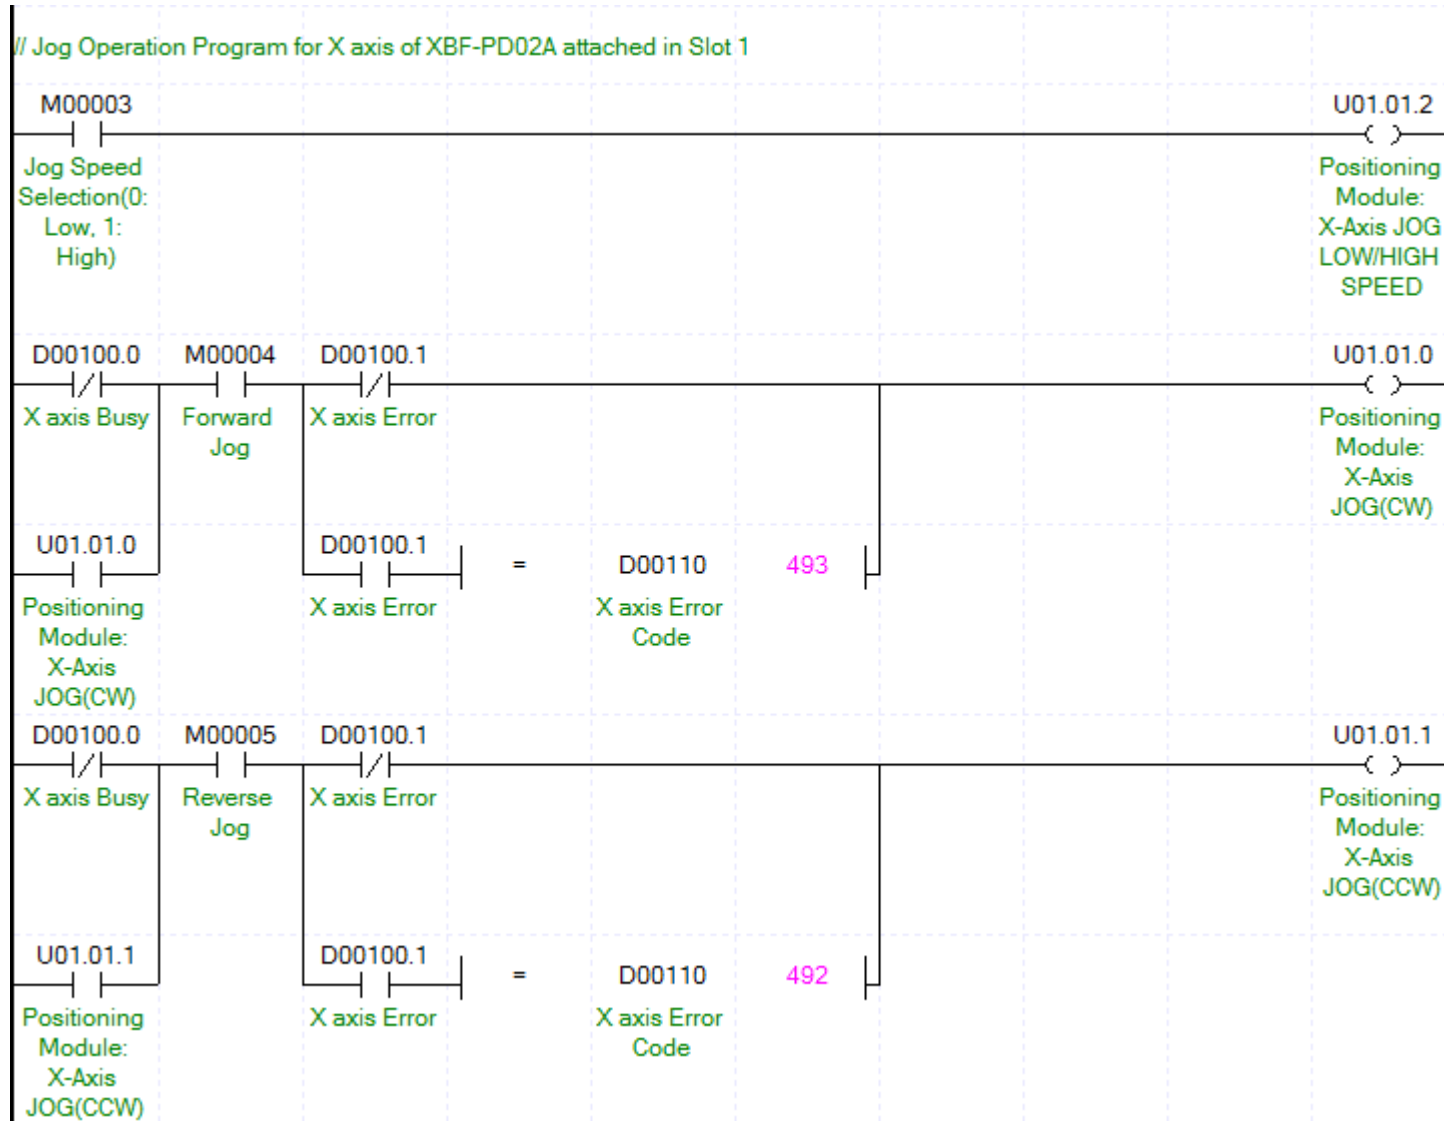 // Jog Operation Program for X axis of XBF-PD02A attached in Slot 1
M00003 U01.01.2
Jog Speed
Selection(0:
Low, 1:
High)
Positioning
Module:
X-Axis JOG
LOW/HIGH
SPEED
D00100.0 M00004 D00100.1 U01.01.0
X axis Busy Forward
Jog
X axis Error
Positioning
Module:
X-Axis
JOG(CW)
U01.01.0 D00100.1 = D00110 493
Positioning
Module:
X-Axis
JOG(CW)
X axis Error
X axis Error
Code
D00100.0 M00005 D00100.1 U01.01.1
X axis Busy Reverse
Jog
X axis Error
Positioning
Module:
X-Axis
JOG(CCW)
U01.01.1 D00100.1 = D00110 492
Positioning
Module:
X-Axis
JOG(CCW)
X axis Error
X axis Error
Code